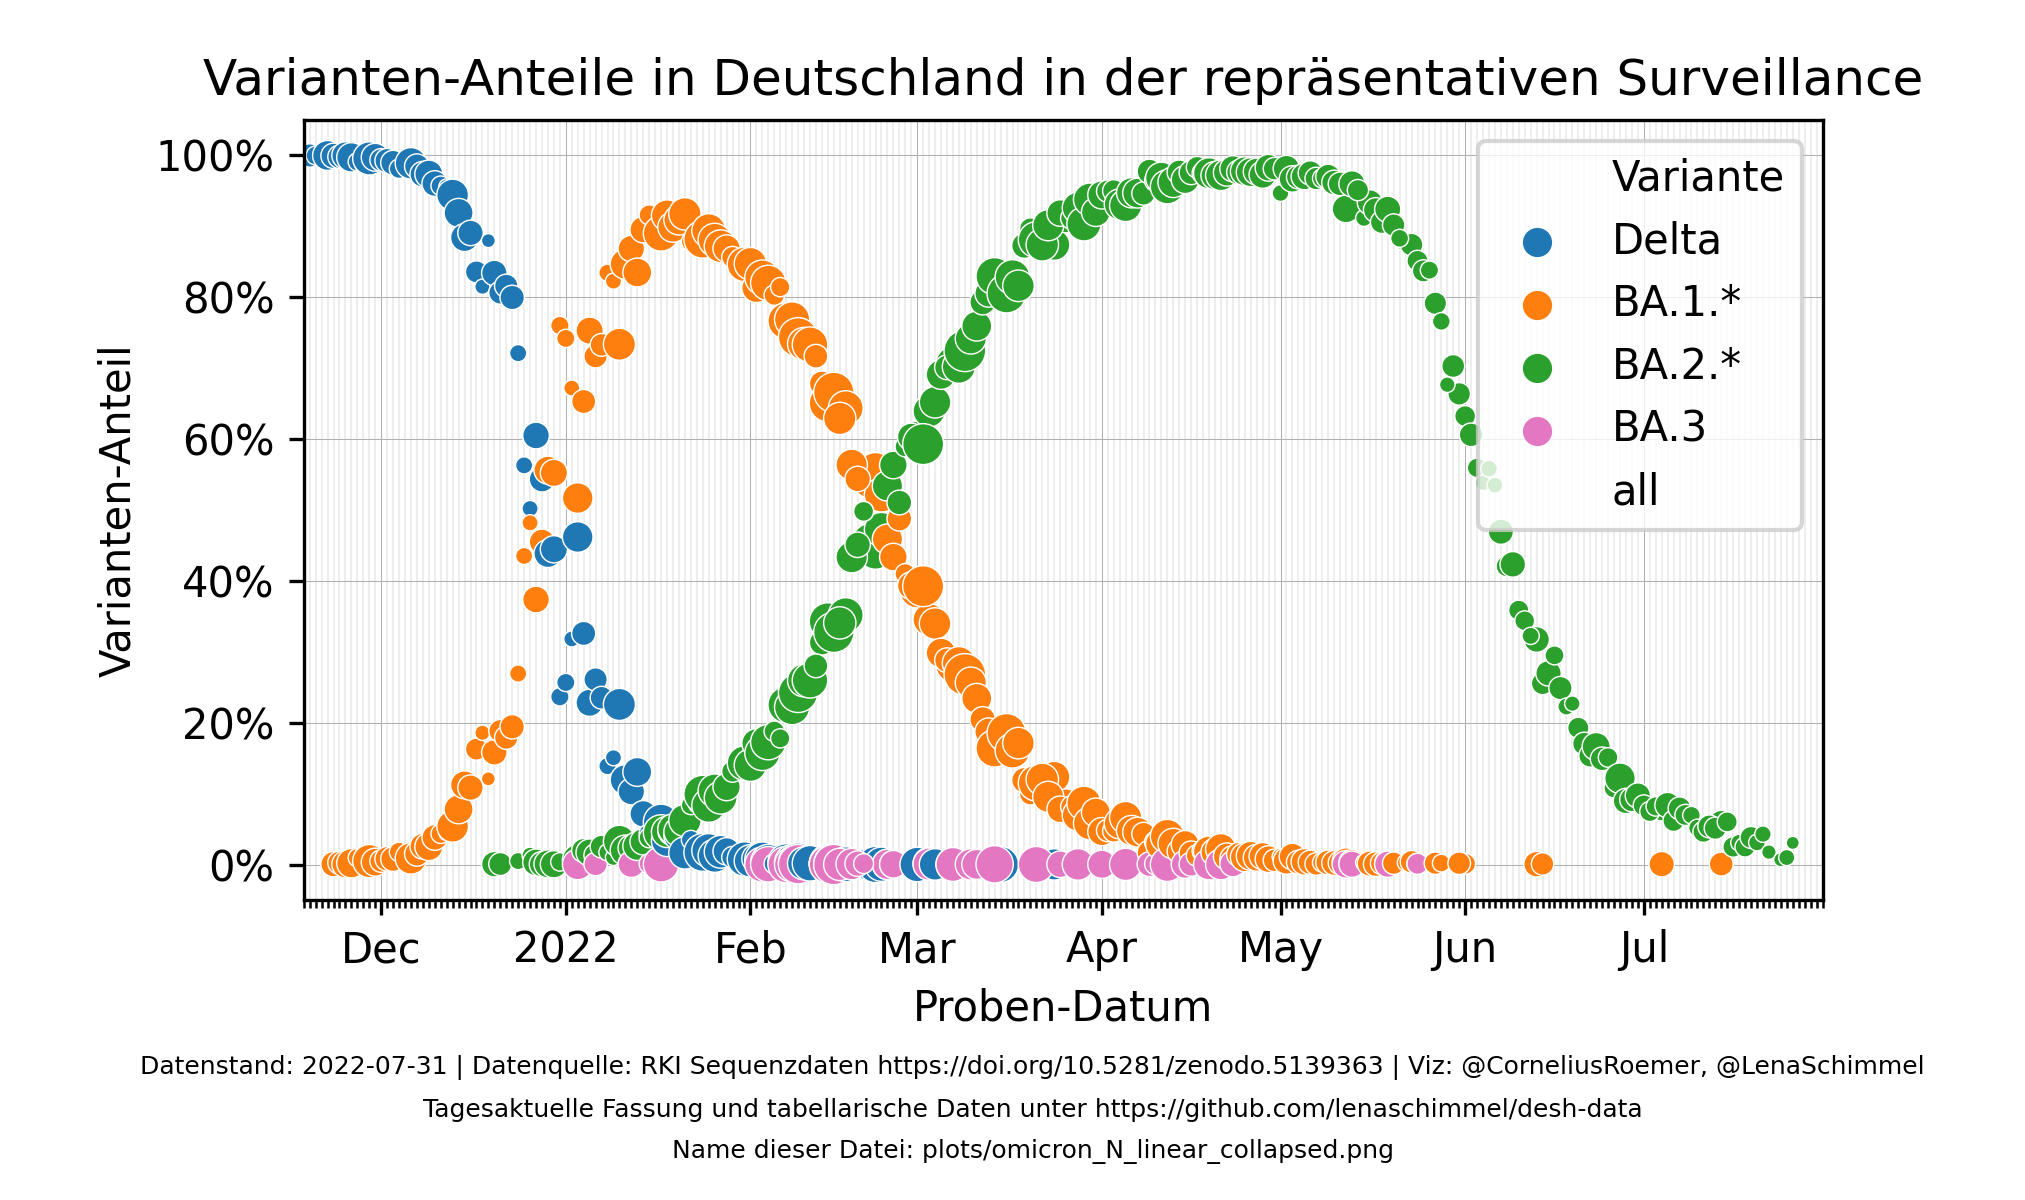 Varianten-Anteile in Deutschland in der repräsentativen Surveillance
Varianten-Anteil
100%
80%
60%
40%
20%
0%
Variante
Delta
BA.1.*
BA.2.*
BA.3
all
Dec 2022 Feb Mar Apr May Jun Jul
Proben-Datum
Datenstand: 2022-07-31 | Datenquelle: RKI Sequenzdaten https://doi.org/10.5281/zenodo.5139363 | Viz: @CorneliusRoemer, @LenaSchimmel
Tagesaktuelle Fassung und tabellarische Daten unter https://github.com/lenaschimmel/desh-data
Name dieser Datei: plots/omicron_N_linear_collapsed.png